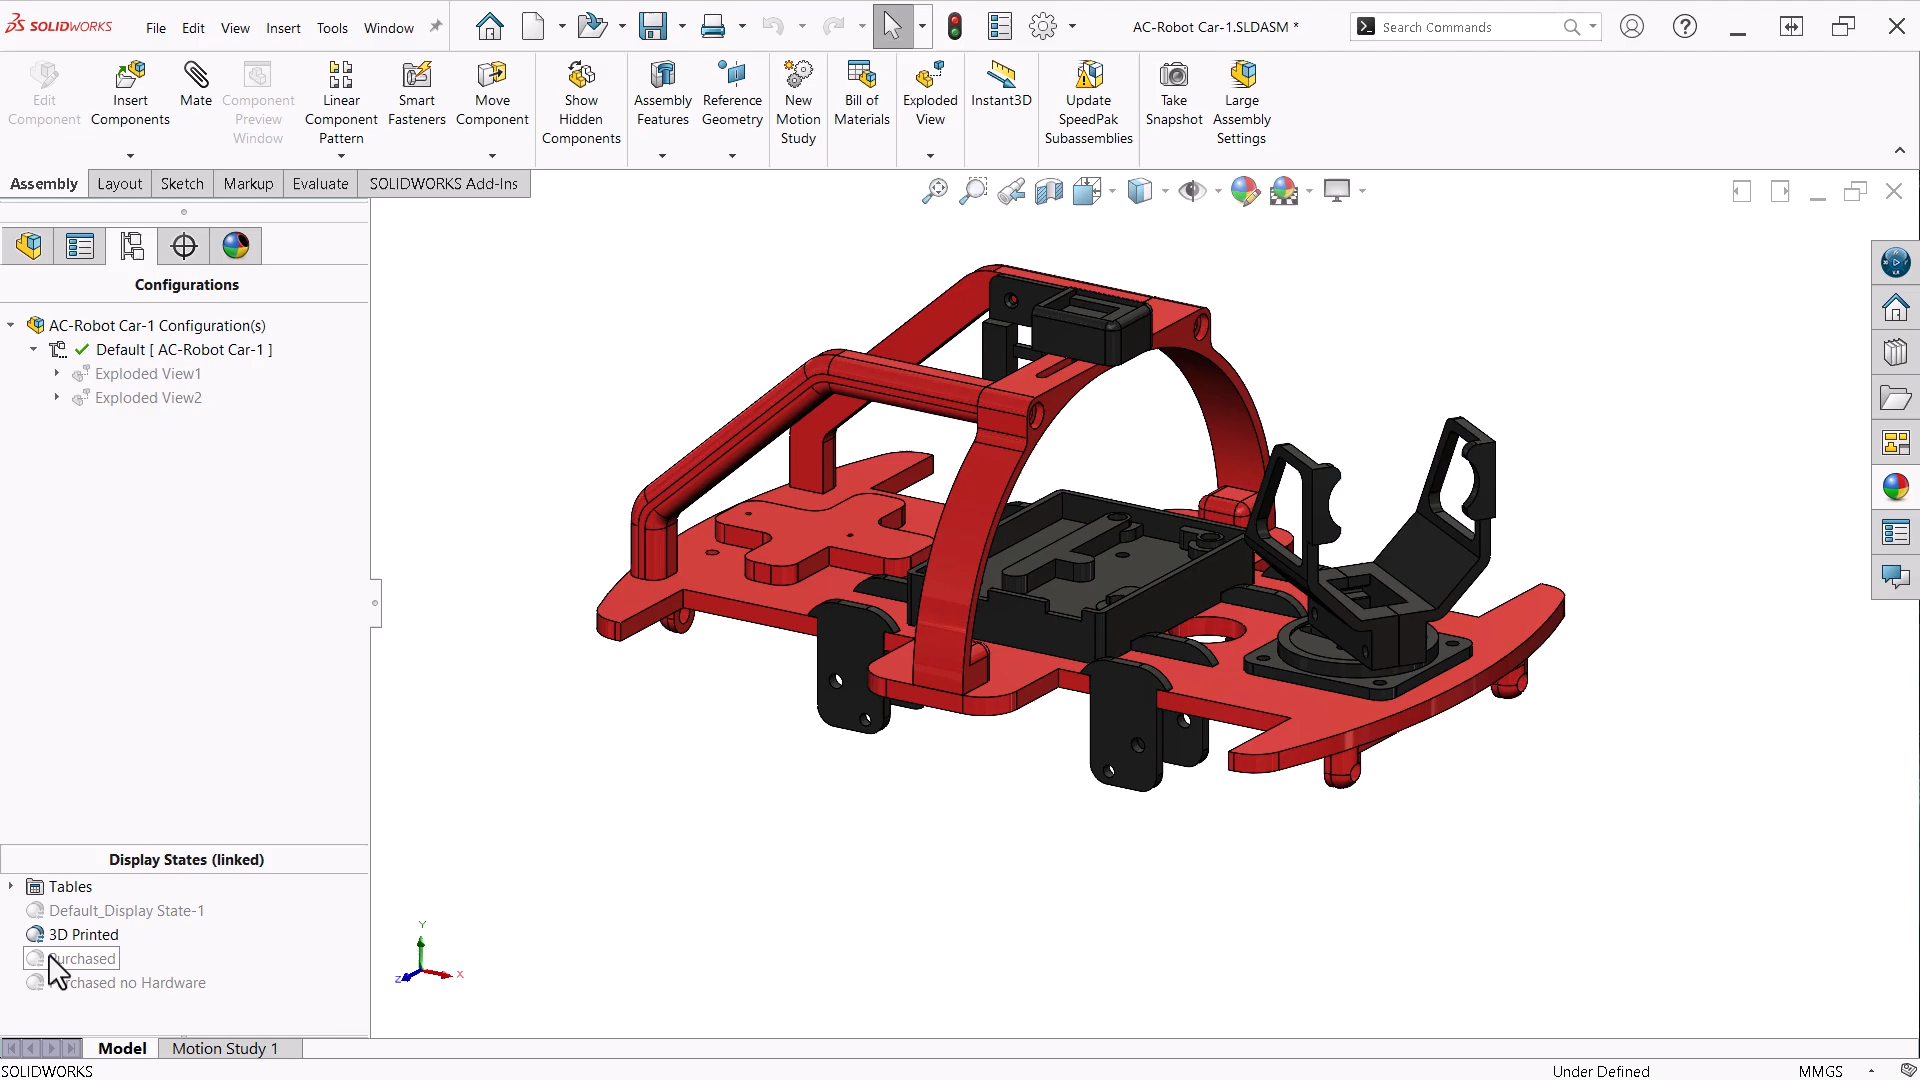 SOLIDWORKS
File Edit View Insert Tools Window
AC-Robot Car-1.SLDASM *
Search Commands
Edit Component
Insert Components
Mate
Component Preview Window
Linear Component Pattern
Smart Fasteners
Move Component
Show Hidden Components
Assembly Features
Reference Geometry
New Motion Study
Bill of Materials
Exploded View
Instant3D
Update SpeedPak Subassemblies
Take Snapshot
Large Assembly Settings
Assembly Layout Sketch Markup Evaluate SOLIDWORKS Add-Ins
Configurations
AC-Robot Car-1 Configuration(s)
Default [ AC-Robot Car-1 ]
Exploded View1
Exploded View2
Display States (linked)
Tables
Default_Display State-1
3D Printed
Purchased
Purchased no Hardware
Y
X
Z
Model Motion Study 1
SOLIDWORKS
Under Defined
MMGS